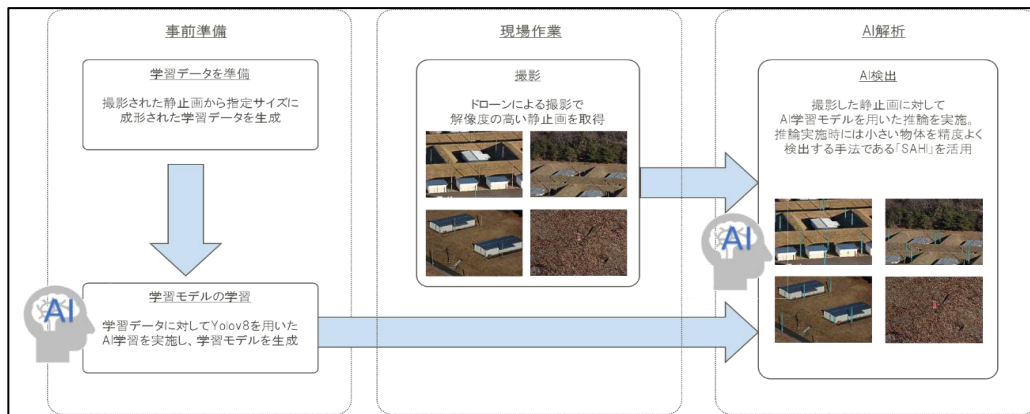 事前準備
学習データを準備
撮影された静止画から指定サイズに
成形された学習データを生成
AI
学習モデルの学習
学習データに対してYolov8を用いた
AI学習を実施し、学習モデルを生成
現場作業
撮影
ドローンによる撮影で
解像度の高い静止画を取得
AI解析
AI検出
撮影した静止画に対して
AI学習モデルを用いた推論を実施。
推論実施時には小さい物体を精度よく
検出する手法である「SAHI」を活用
AI